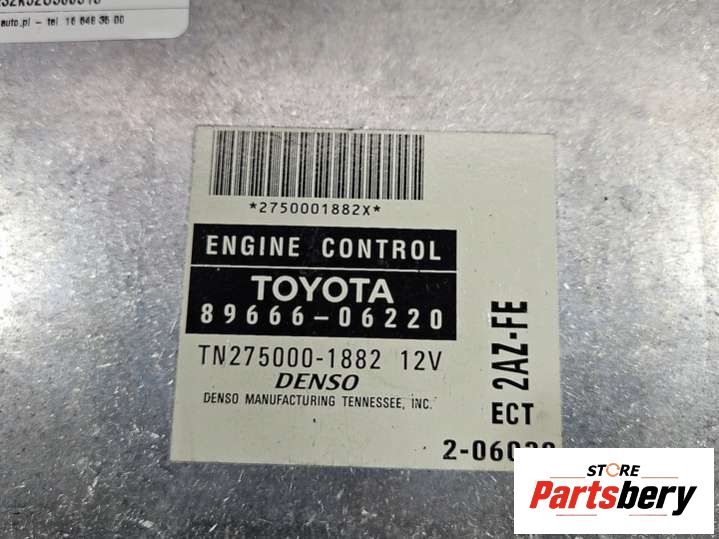 auto.pl - tel 16 648 35 00
*2750001882X*
ENGINE CONTROL
TOYOTA
89666-06220
TN275000-1882 12V
DENSO
DENSO MANUFACTURING TENNESSEE, INC.
2AZ-FE
ECT
STORE
Partsbery